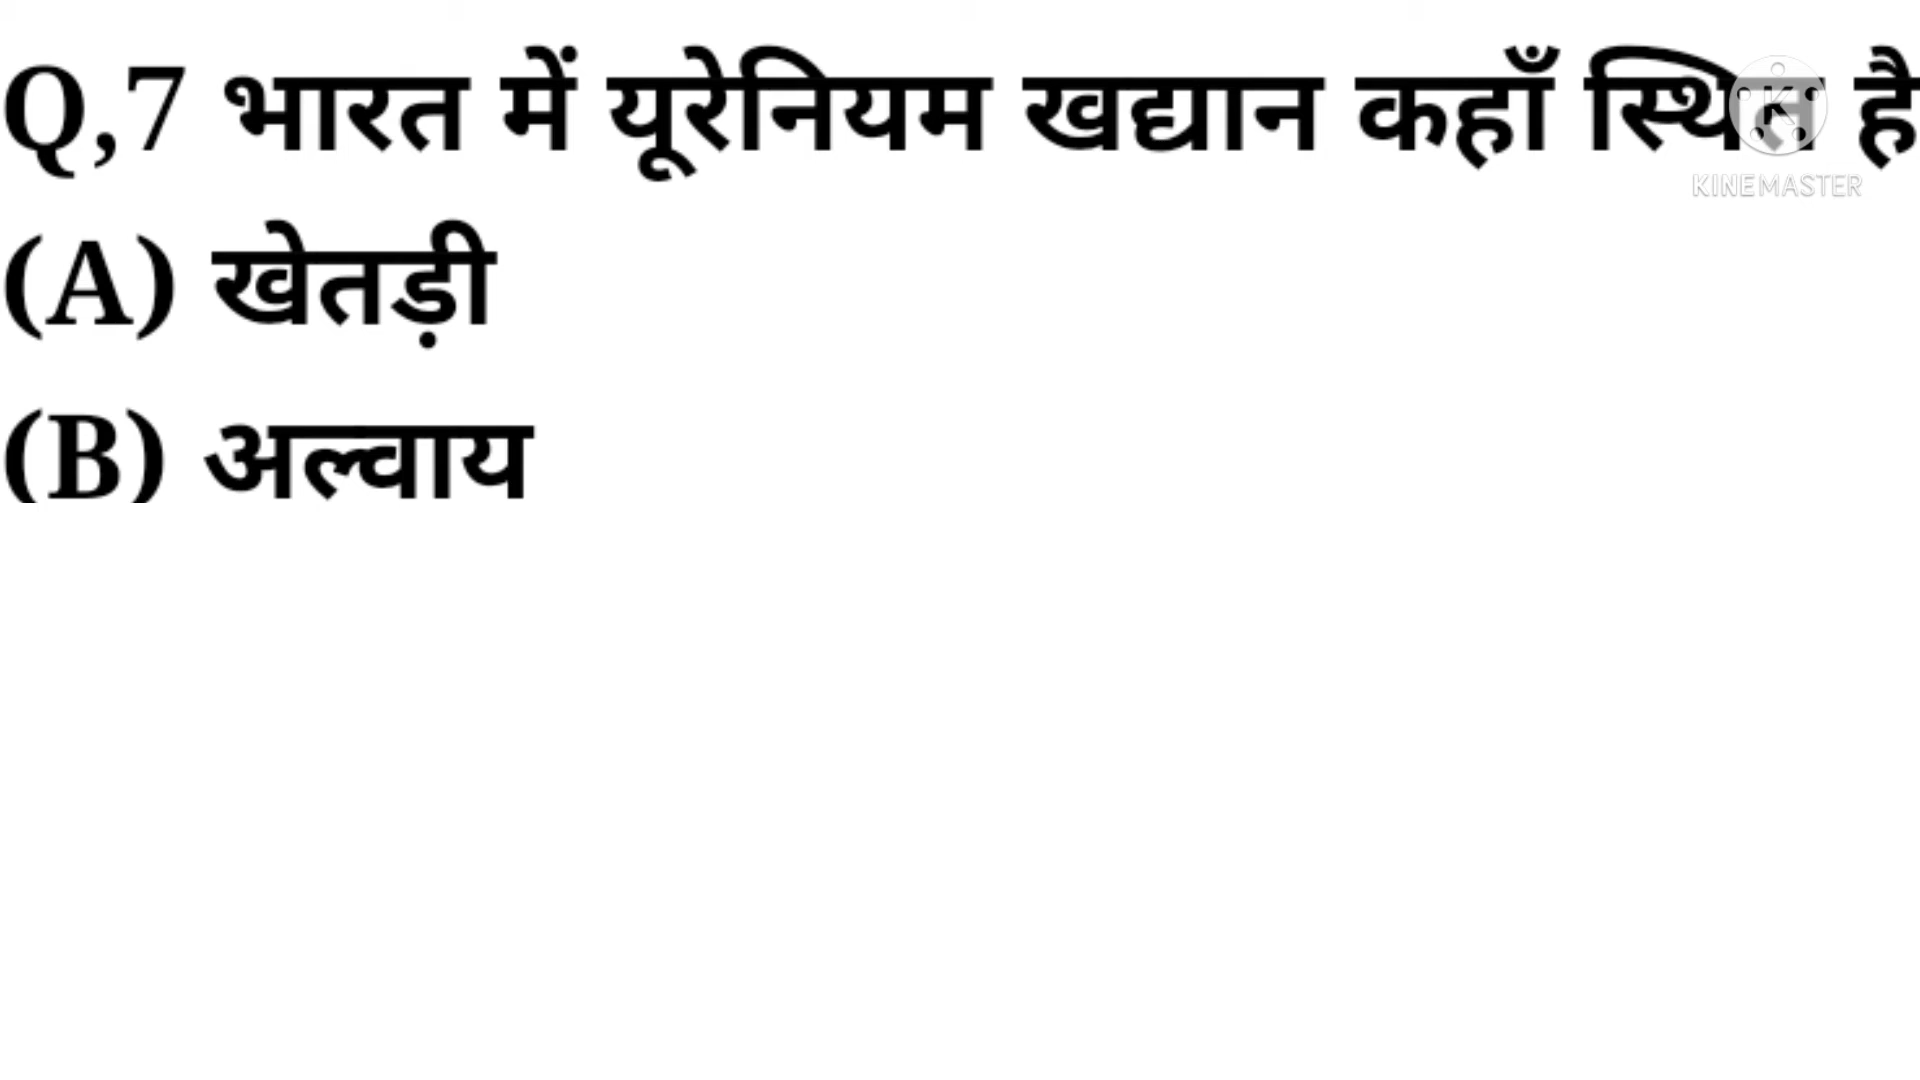 Q,7 भारत में यूरेनियम खद्यान कहाँ स्थित है
KINEMASTER
(A) खेतड़ी
(B) अल्वाय